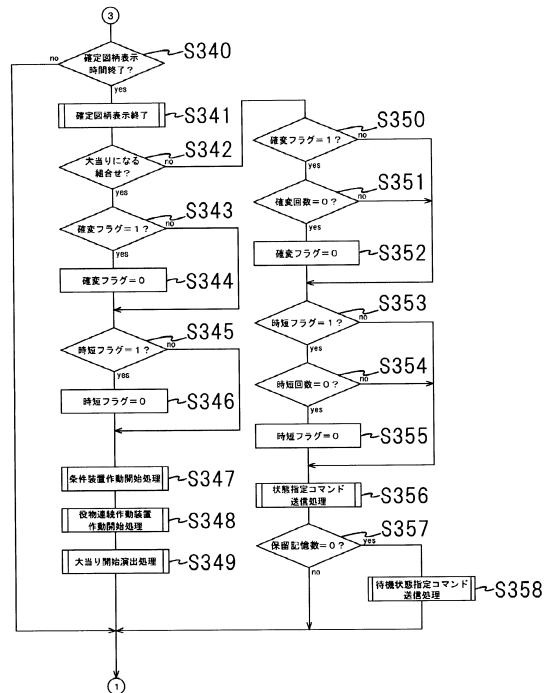 3
確定図柄表示
時間終了?
no
yes
S340
確定図柄表示終了
S341
大当りになる
組合せ?
no
yes
S342
確変フラグ=1?
no
yes
S343
確変フラグ=0
S344
時短フラグ=1?
no
yes
S345
時短フラグ=0
S346
条件装置作動開始処理
S347
役物連続作動装置
作動開始処理
S348
大当り開始演出処理
S349
確変フラグ=1?
no
yes
S350
確変回数=0?
no
yes
S351
確変フラグ=0
S352
時短フラグ=1?
no
yes
S353
時短回数=0?
no
yes
S354
時短フラグ=0
S355
状態指定コマンド
送信処理
S356
保留記憶数=0?
yes
no
S357
待機状態指定コマンド
送信処理
S358
1